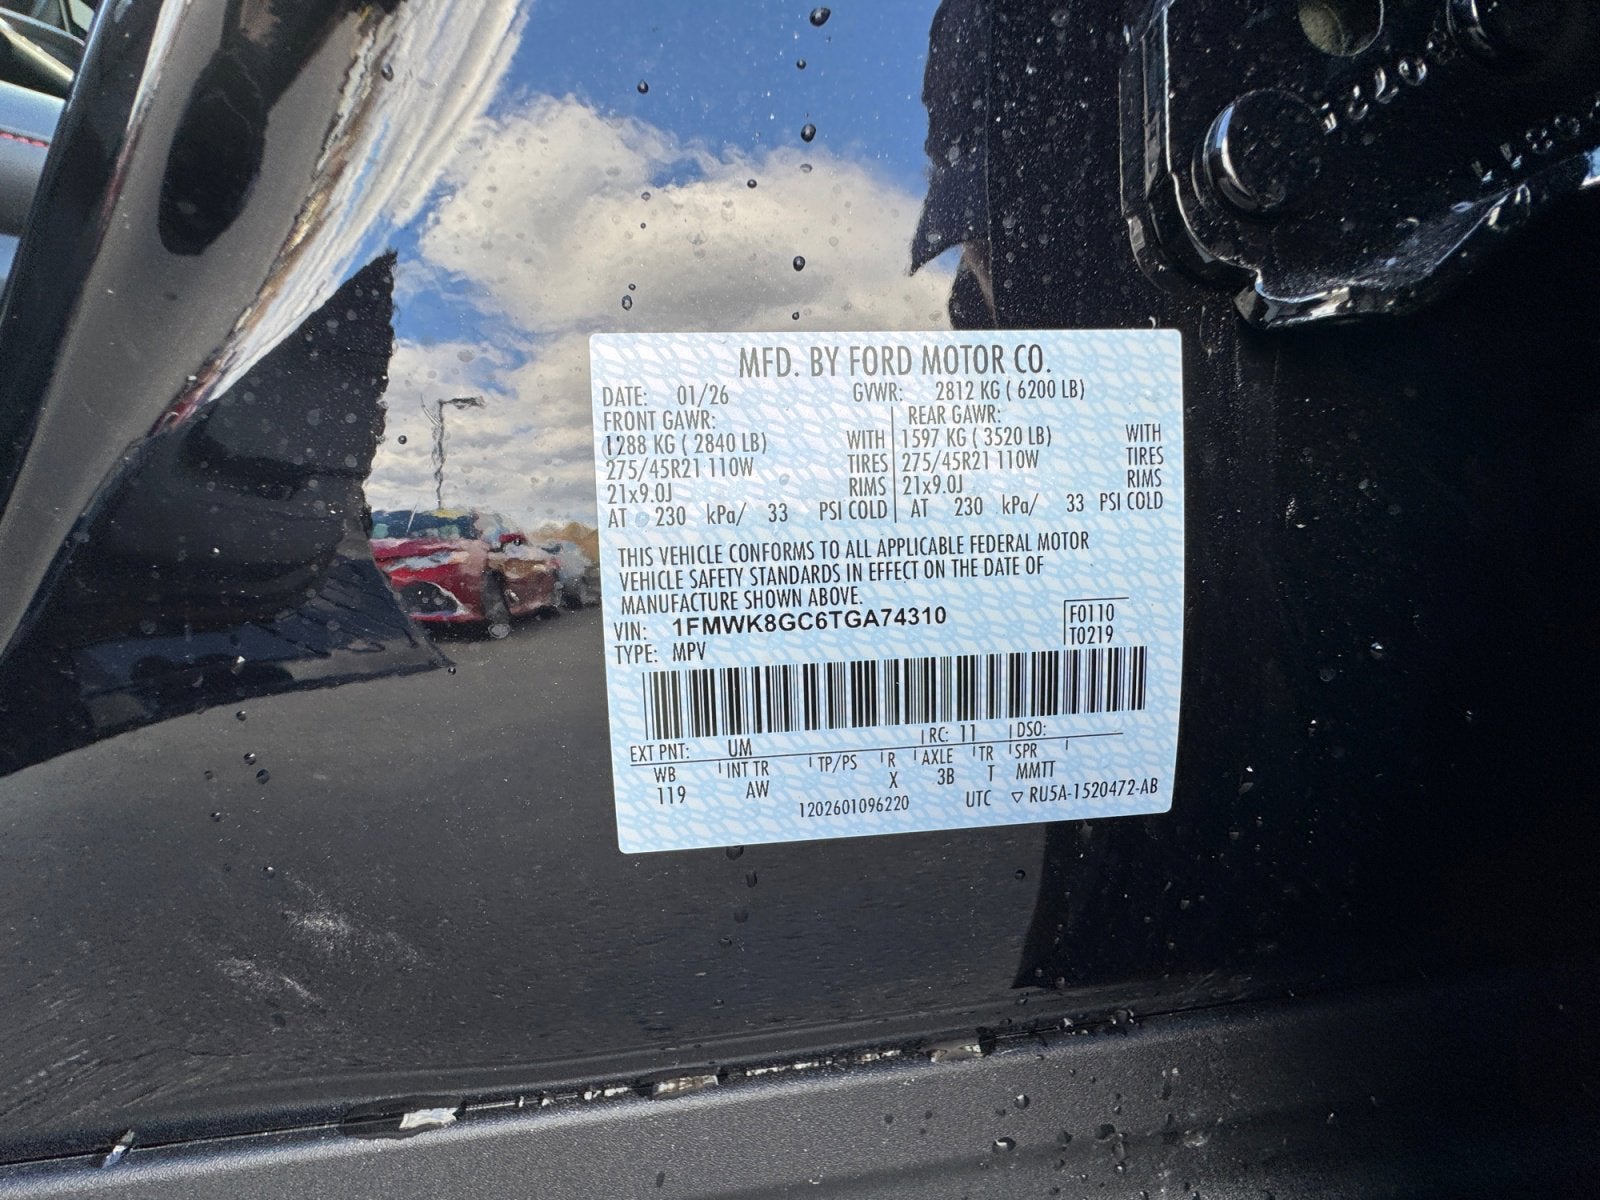 MFD. BY FORD MOTOR CO.
DATE: 01/26 GVWR: 2812 KG ( 6200 LB)
FRONT GAWR: REAR GAWR:
1288 KG ( 2840 LB) WITH 1597 KG ( 3520 LB) WITH
275/45R21 110W TIRES 275/45R21 110W TIRES
21x9.0J RIMS 21x9.0J RIMS
AT 230 kPa/ 33 PSI COLD AT 230 kPa/ 33 PSI COLD
THIS VEHICLE CONFORMS TO ALL APPLICABLE FEDERAL MOTOR
VEHICLE SAFETY STANDARDS IN EFFECT ON THE DATE OF
MANUFACTURE SHOWN ABOVE.
VIN: 1FMWK8GC6TGA74310 F0110
TYPE: MPV T0219
EXT PNT: UM RC: 11 DSO:
WB INT TR TP/PS R AXLE TR SPR
119 AW X 3B T MMTT
1202601096220 UTC ▽ RU5A-1520472-AB